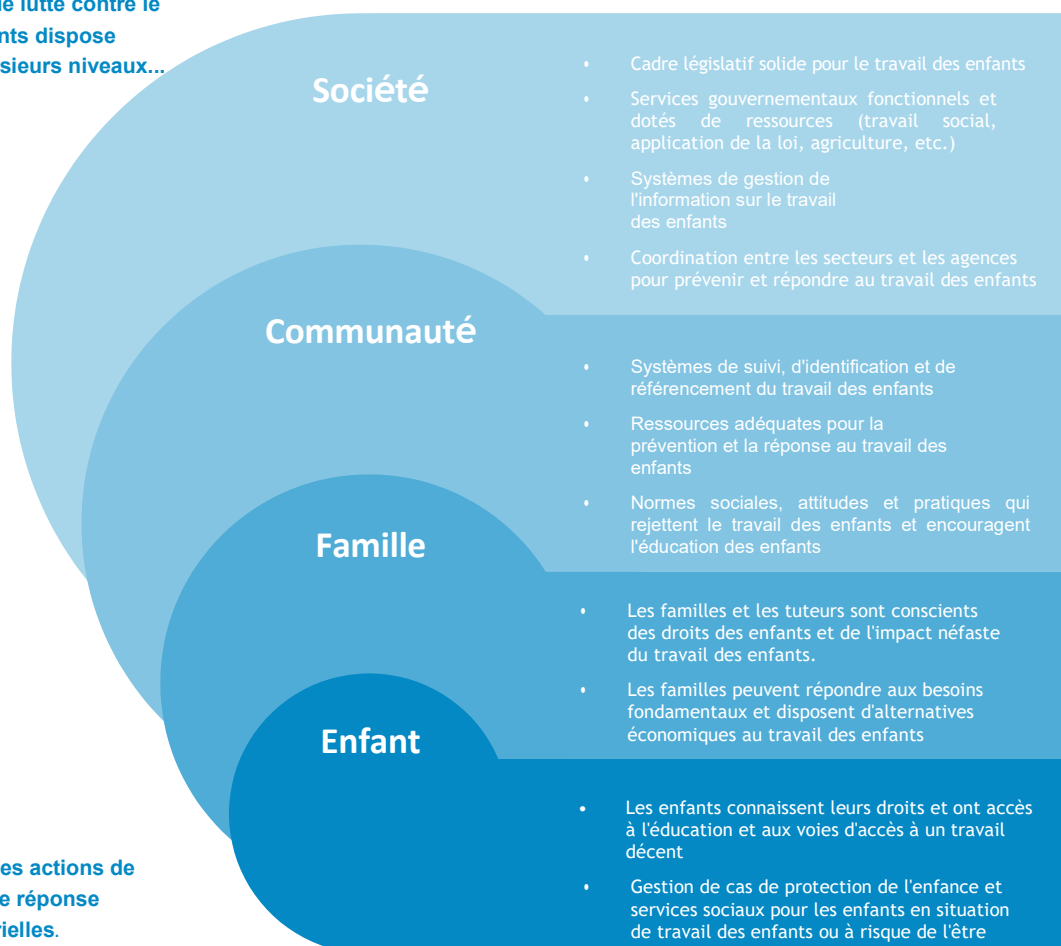 de lutte contre le
nts dispose
sieurs niveaux...
Société
• Cadre législatif solide pour le travail des enfants
• Services gouvernementaux fonctionnels et
dotés de ressources (travail social,
application de la loi, agriculture, etc.)
• Systèmes de gestion de
l'information sur le travail
des enfants
• Coordination entre les secteurs et les agences
pour prévenir et répondre au travail des enfants
Communauté
• Systèmes de suivi, d'identification et de
référencement du travail des enfants
• Ressources adéquates pour la
prévention et la réponse au travail des
enfants
• Normes sociales, attitudes et pratiques qui
rejettent le travail des enfants et encouragent
l'éducation des enfants
Famille
• Les familles et les tuteurs sont conscients
des droits des enfants et de l'impact néfaste
du travail des enfants.
• Les familles peuvent répondre aux besoins
fondamentaux et disposent d'alternatives
économiques au travail des enfants
Enfant
• Les enfants connaissent leurs droits et ont accès
à l'éducation et aux voies d'accès à un travail
décent
• Gestion de cas de protection de l'enfance et
services sociaux pour les enfants en situation
de travail des enfants ou à risque de l'être
es actions de
e réponse
rielles.